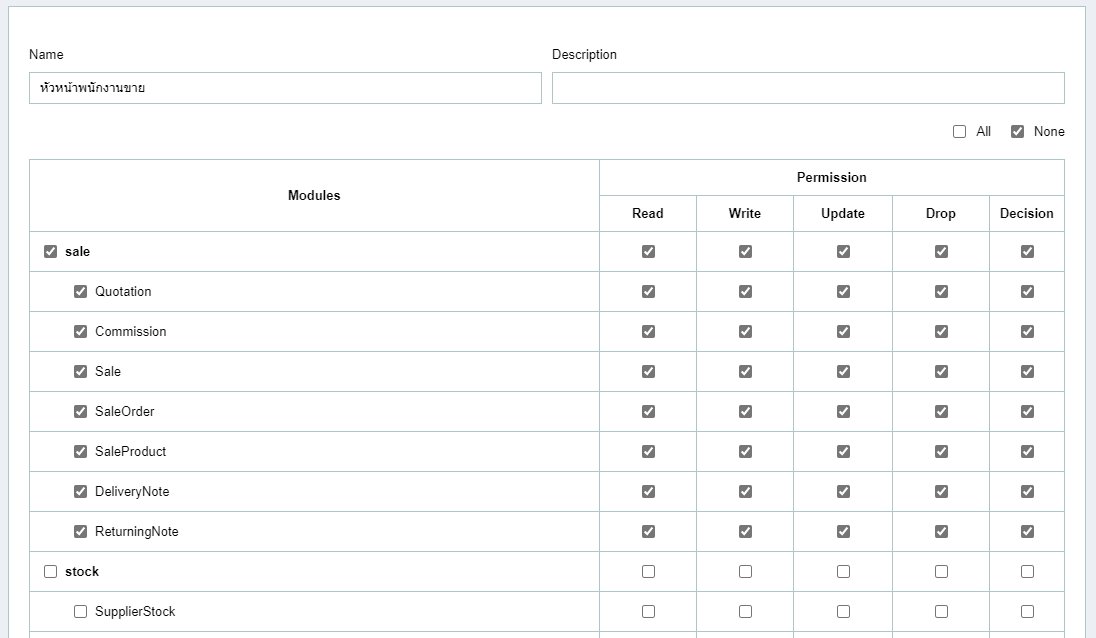 Name Description
หัวหน้าพนักงานขาย
All None
Modules Permission
Read Write Update Drop Decision
sale
Quotation
Commission
Sale
SaleOrder
SaleProduct
DeliveryNote
ReturningNote
stock
SupplierStock